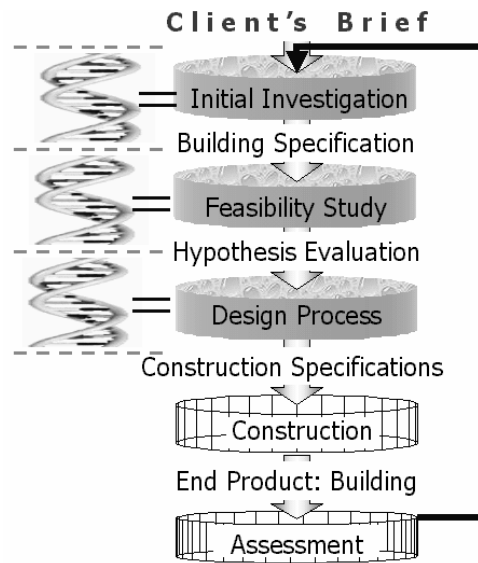 Client's Brief
Initial Investigation
Building Specification
Feasibility Study
Hypothesis Evaluation
Design Process
Construction Specifications
Construction
End Product: Building
Assessment